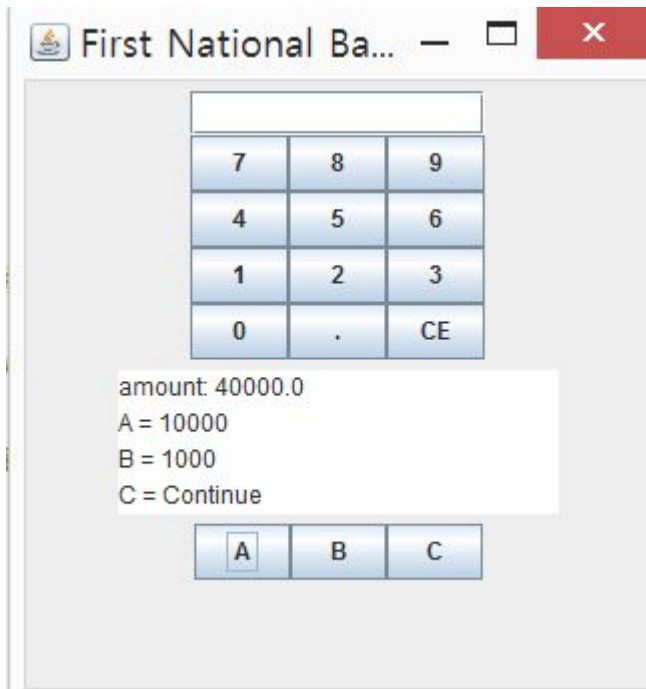 First National Ba...
7 8 9
4 5 6
1 2 3
0 . CE
amount: 40000.0
A = 10000
B = 1000
C = Continue
A B C